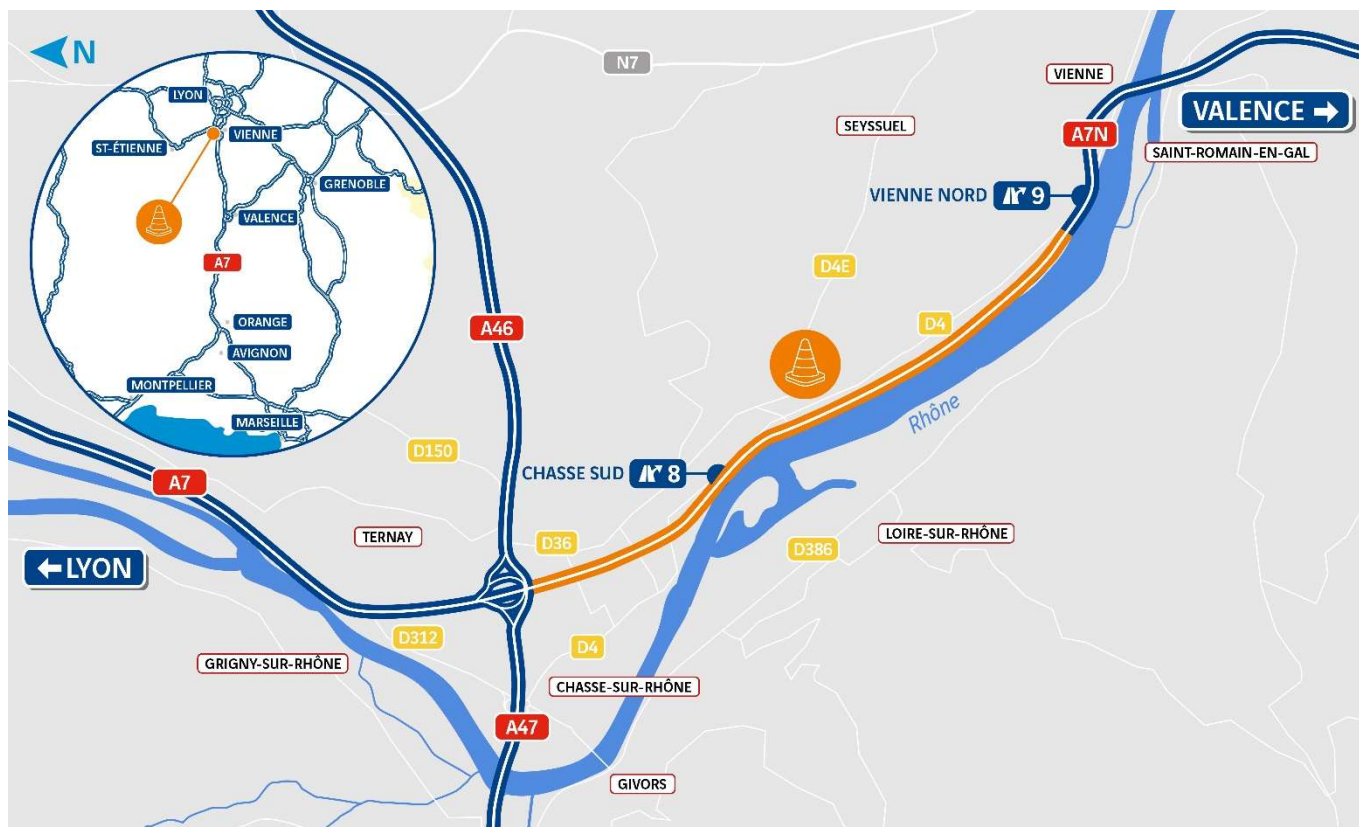 N
LYON
VIENNE
ST-ÉTIENNE
GRENOBLE
VALENCE
A7
ORANGE
AVIGNON
MONTPELLIER
MARSEILLE
N7
VIENNE
VALENCE →
SEYSSUEL
A7N
SAINT-ROMAIN-EN-GAL
VIENNE NORD 9
D4E
A46
D4
Rhône
D150
CHASSE SUD 8
A7
TERNAY
D36
LOIRE-SUR-RHÔNE
D386
← LYON
D312
D4
GRIGNY-SUR-RHÔNE
CHASSE-SUR-RHÔNE
A47
GIVORS